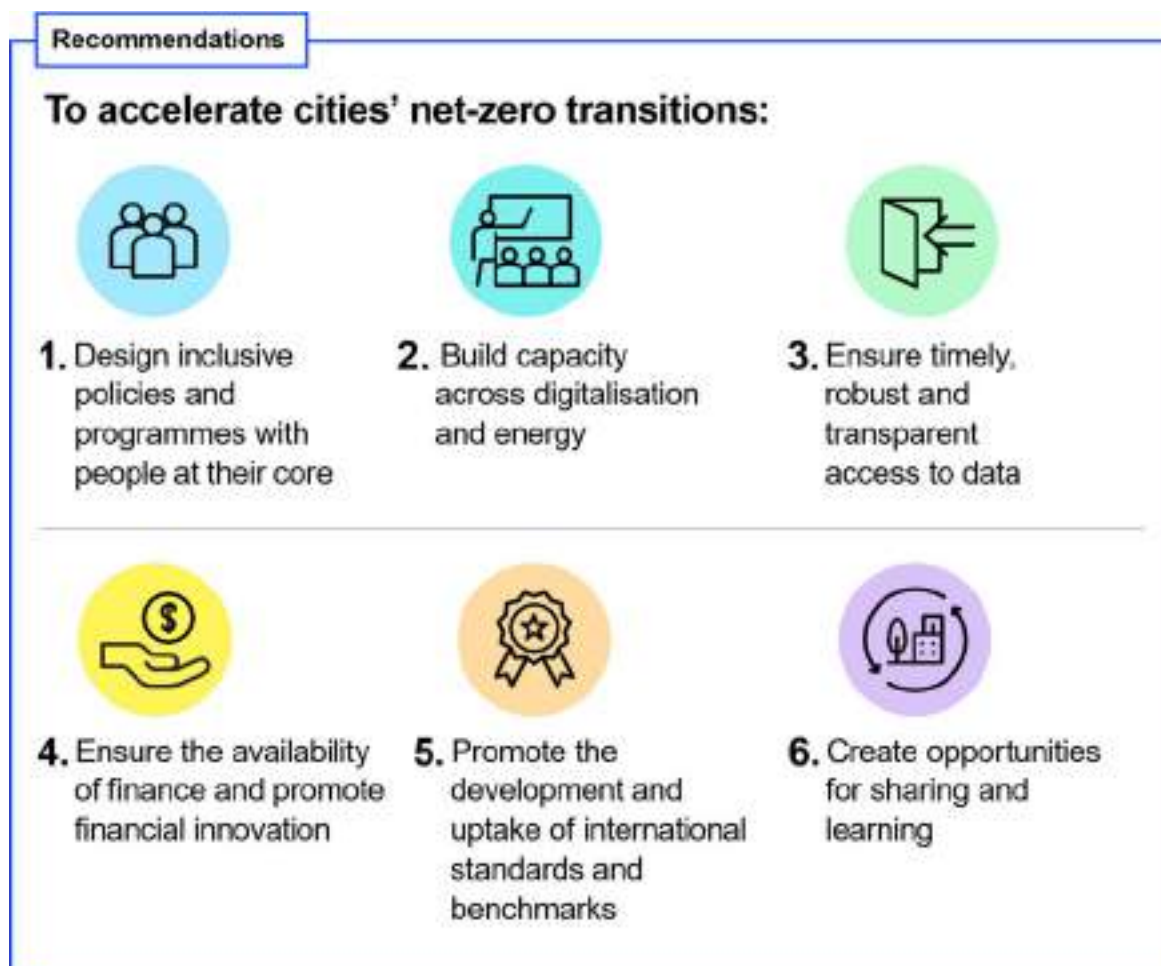 Recommendations
To accelerate cities' net-zero transitions:
1. Design inclusive
policies and
programmes with
people at their core
2. Build capacity
across digitalisation
and energy
3. Ensure timely,
robust and
transparent
access to data
$
4. Ensure the availability
of finance and promote
financial innovation
5. Promote the
development and
uptake of international
standards and
benchmarks
6. Create opportunities
for sharing and
learning